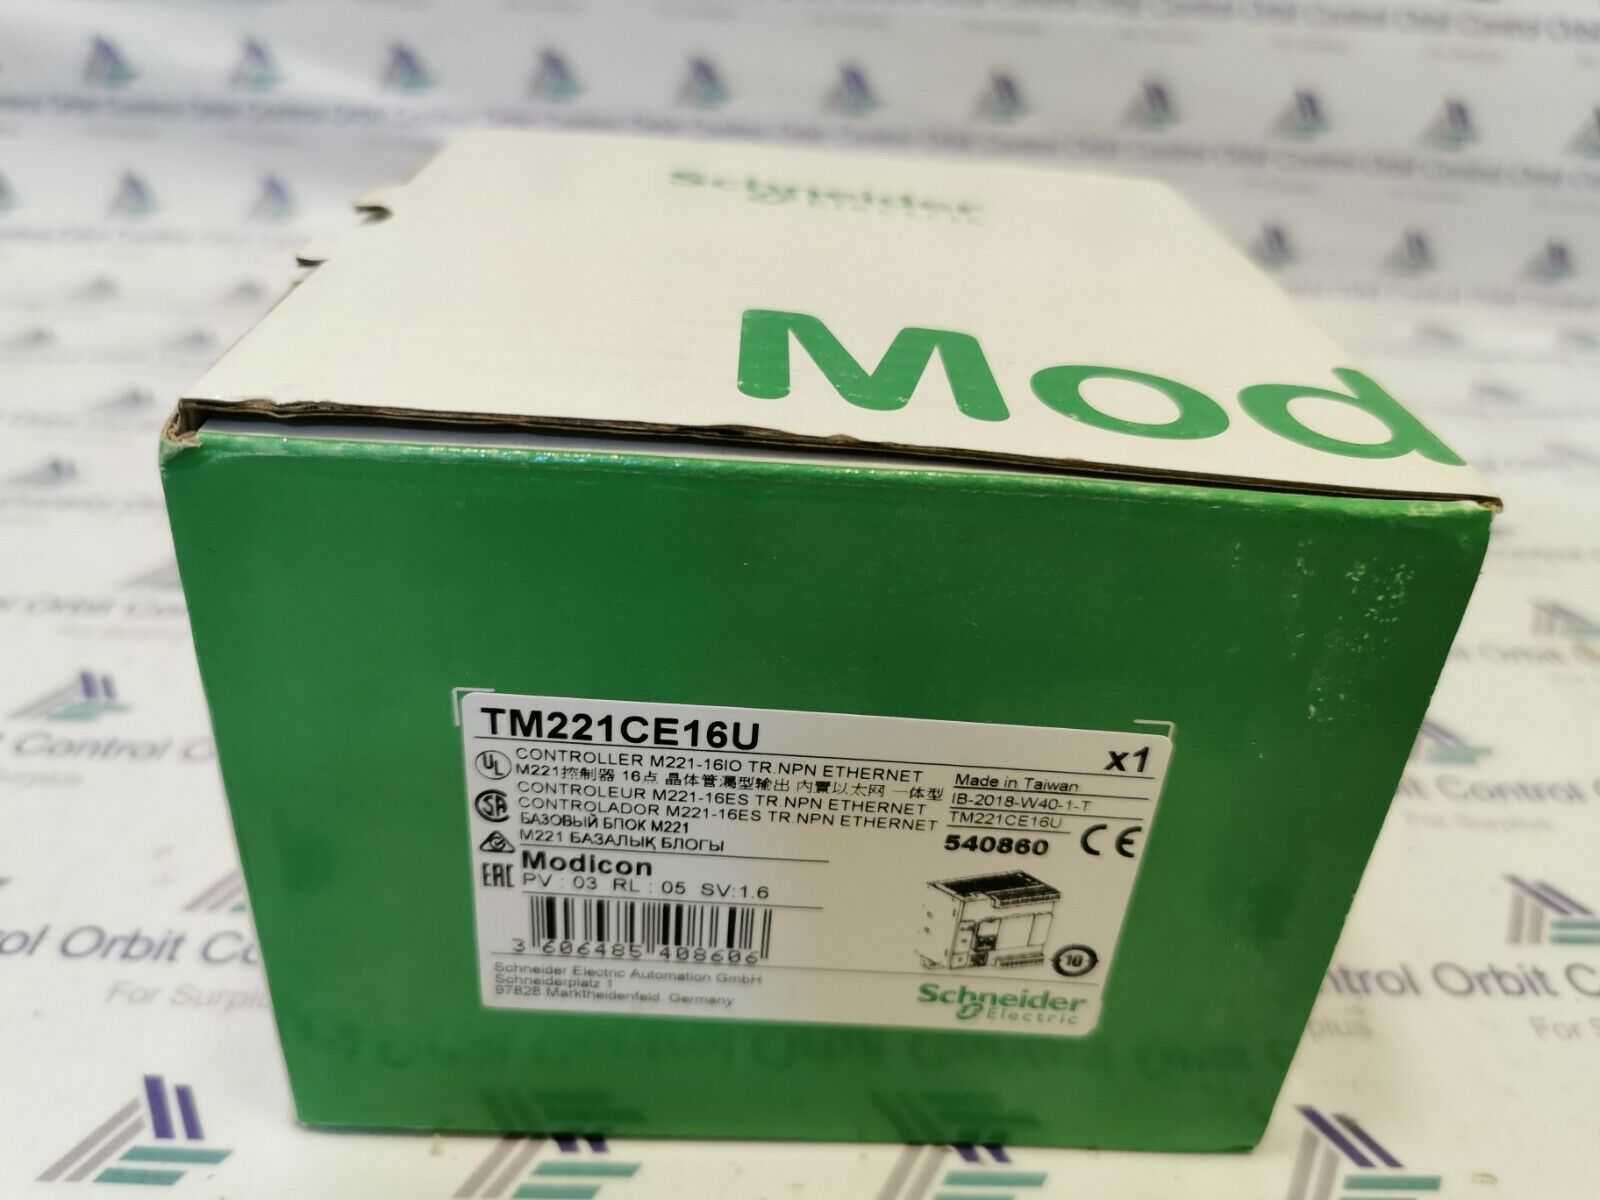 Schneider
Electric
Mod
TM221CE16U
x1
UL
CONTROLLER M221-16IO TR.NPN ETHERNET
M221控制器 16点 晶体管漏型输出 内置以太网 一体型
CONTROLEUR M221-16ES TR.NPN ETHERNET
CONTROLADOR M221-16ES TR.NPN ETHERNET
БАЗОВЫЙ БЛОК M221
M221 БАЗАЛЫҚ БЛОГЫ
Made in Taiwan
IB-2018-W40-1-T
TM221CE16U
540860
CE
EAC
Modicon
PV : 03 RL : 05 SV:1.6
3 606485 408606
Schneider Electric Automation GmbH
Schneiderplatz 1
97828 Marktheidenfeld. Germany
10
Schneider
Electric
Orbit Control
For Surplus